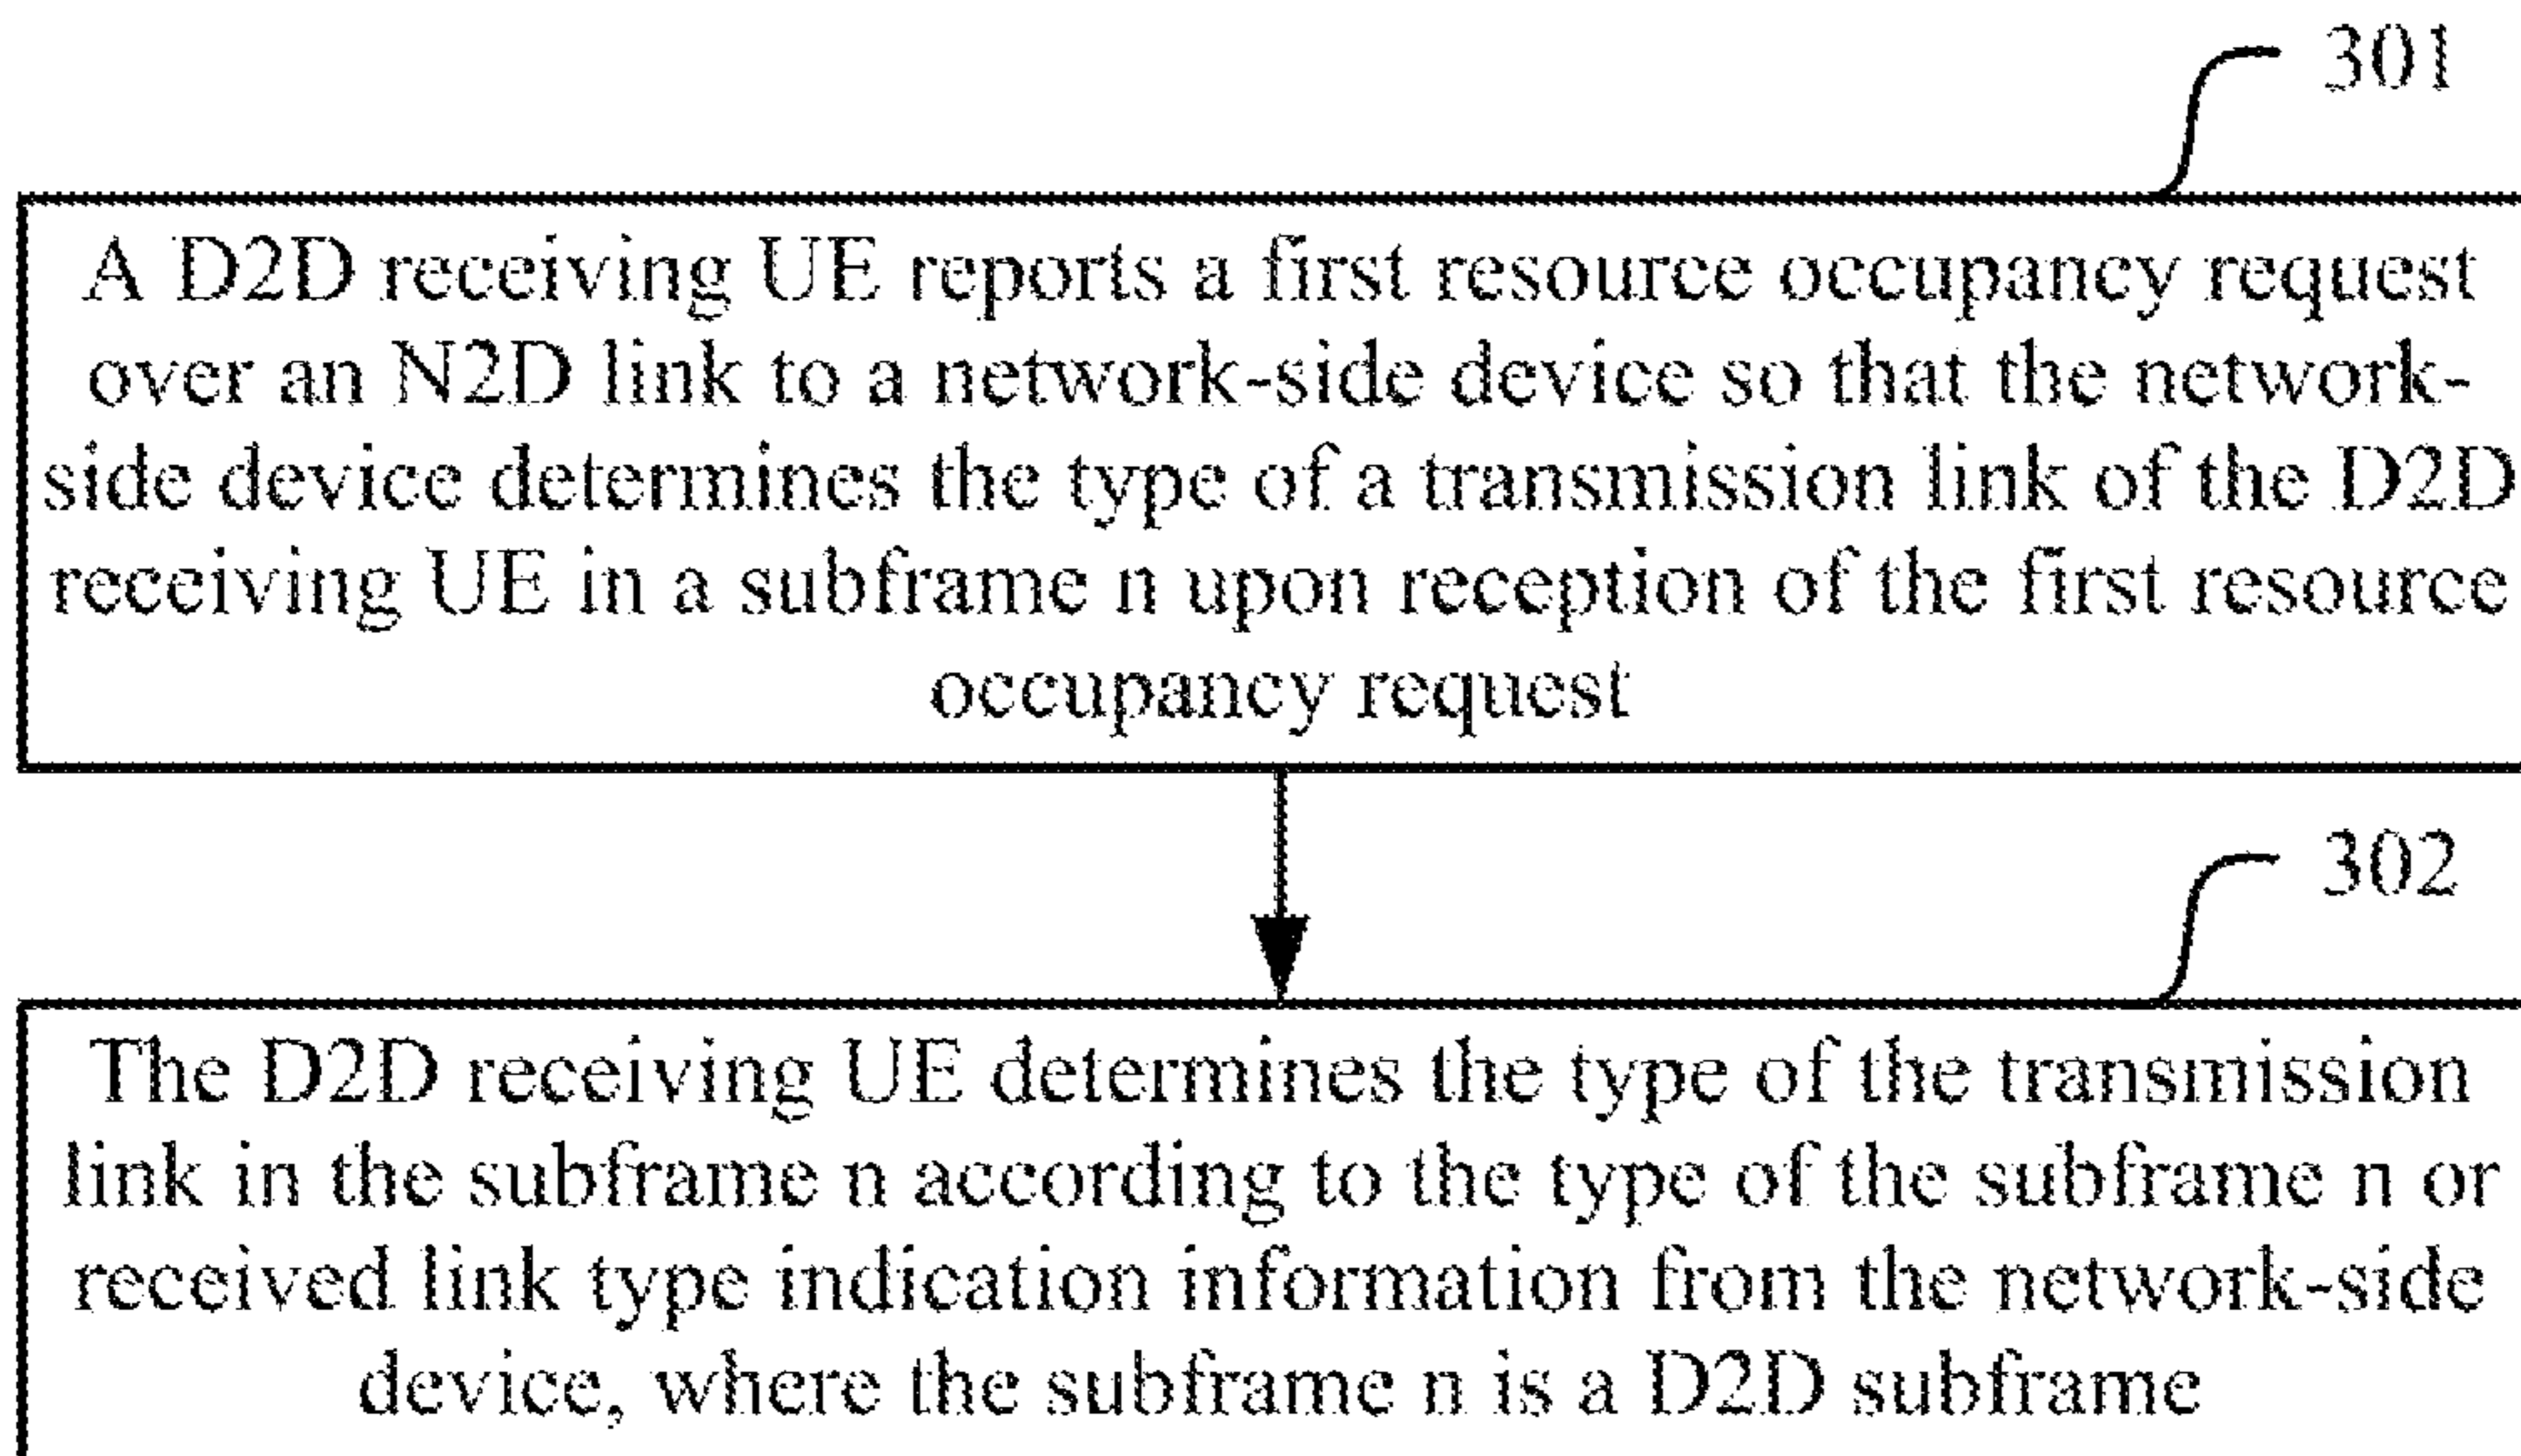 301
A D2D receiving UE reports a first resource occupancy request
over an N2D link to a network-side device so that the network-
side device determines the type of a transmission link of the D2D
receiving UE in a subframe n upon reception of the first resource
occupancy request
302
The D2D receiving UE determines the type of the transmission
link in the subframe n according to the type of the subframe n or
received link type indication information from the network-side
device, where the subframe n is a D2D subframe